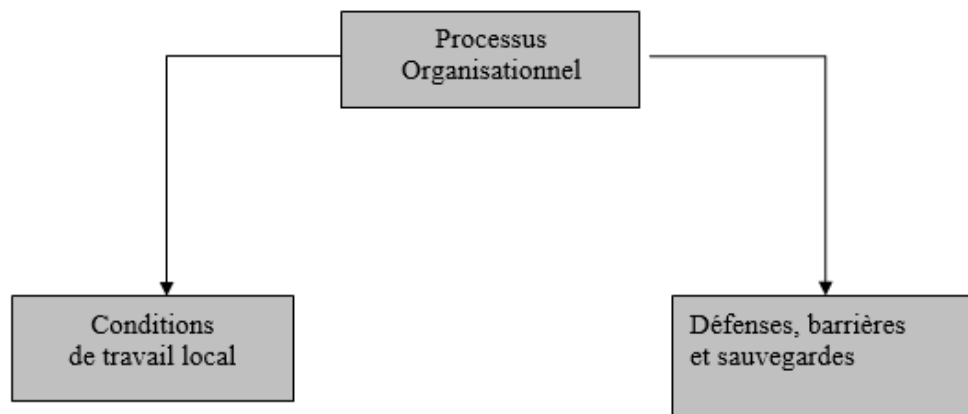 Processus
Organisationnel
Conditions
de travail local
Défenses, barrières
et sauvegardes